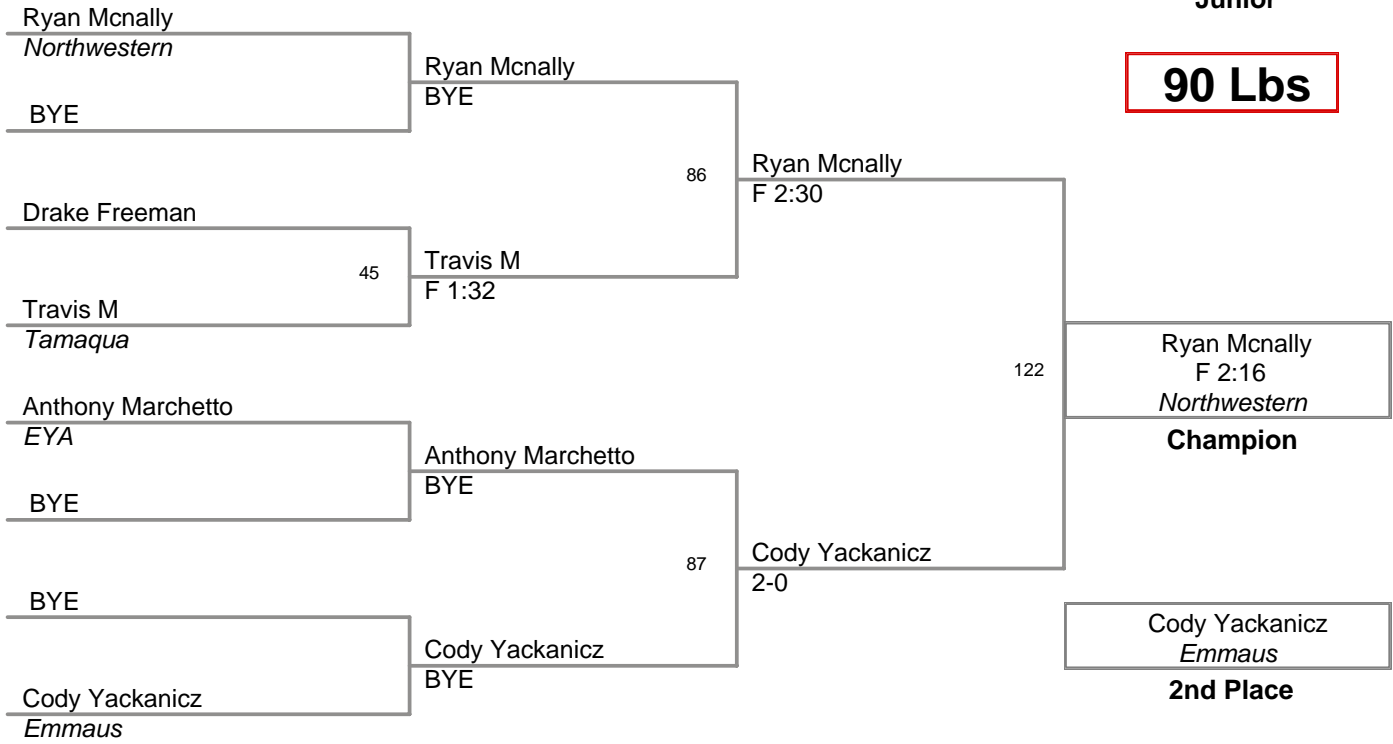 Junior
90 Lbs
Ryan Mcnally
Northwestern
BYE
Drake Freeman
45
Travis M
Tamaqua
Anthony Marchetto
EYA
BYE
BYE
Cody Yackanicz
Emmaus
Ryan Mcnally
BYE
86
Travis M
F 1:32
Anthony Marchetto
BYE
87
Cody Yackanicz
BYE
Ryan Mcnally
F 2:30
122
Cody Yackanicz
2-0
Ryan Mcnally
F 2:16
Northwestern
Champion
Cody Yackanicz
Emmaus
2nd Place